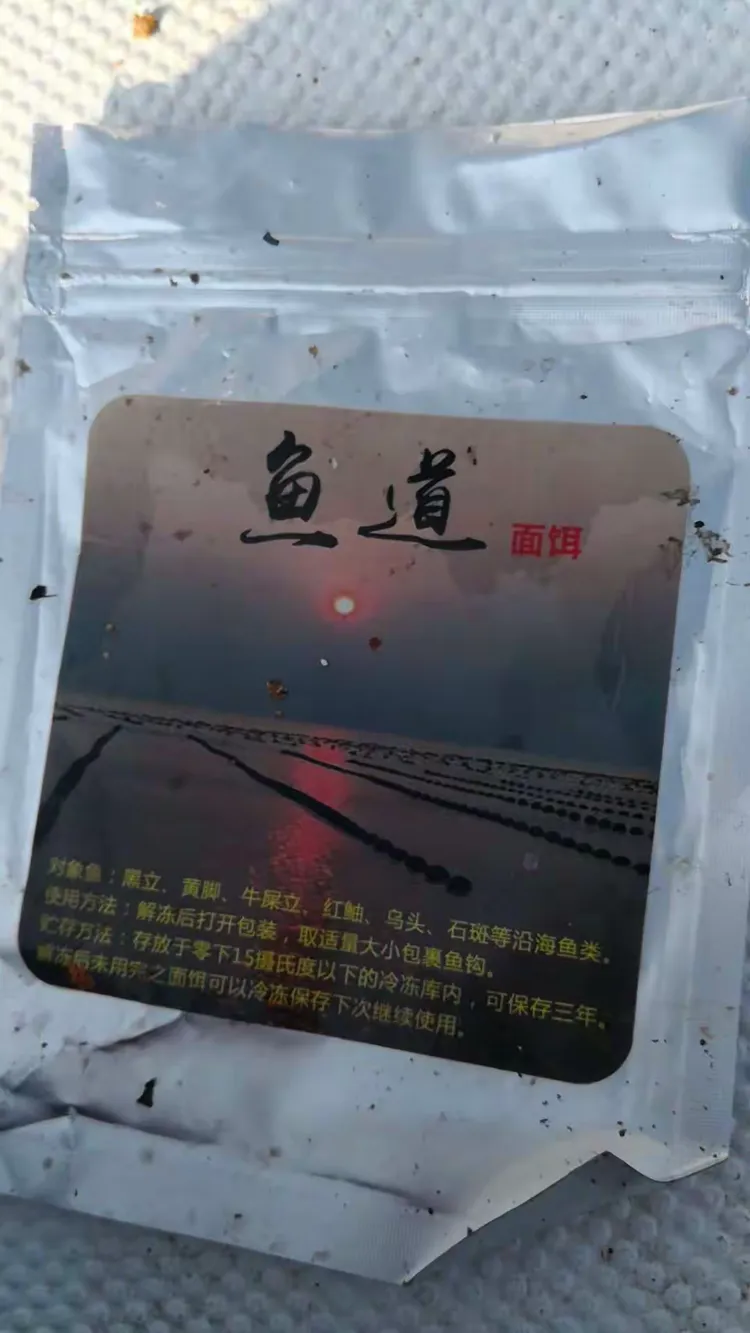 鱼道
面饵
对象鱼：黑立、黄脚、牛屎立、红鲉、乌头、石斑等沿海鱼类。
使用方法：解冻后打开包装，取适量大小包裹鱼钩。
贮存方法：存放于零下15摄氏度以下的冷冻库内，可保存三年。
解冻后未用完之面饵可以冷冻保存下次继续使用。